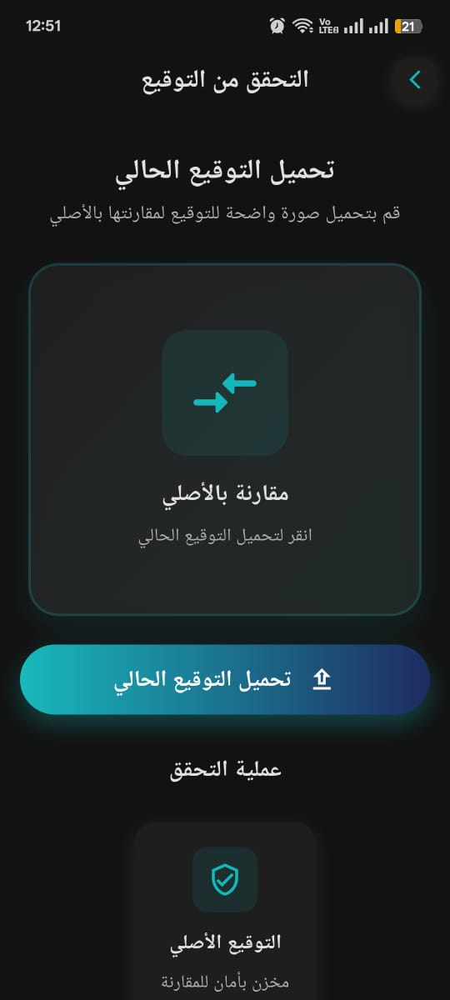 12:51
Vo
LTE2
21
التحقق من التوقيع
تحميل التوقيع الحالي
قم بتحميل صورة واضحة للتوقيع لمقارنتها بالأصلي
مقارنة بالأصلي
انقر لتحميل التوقيع الحالي
تحميل التوقيع الحالي
عملية التحقق
التوقيع الأصلي
مخزن بأمان للمقارنة